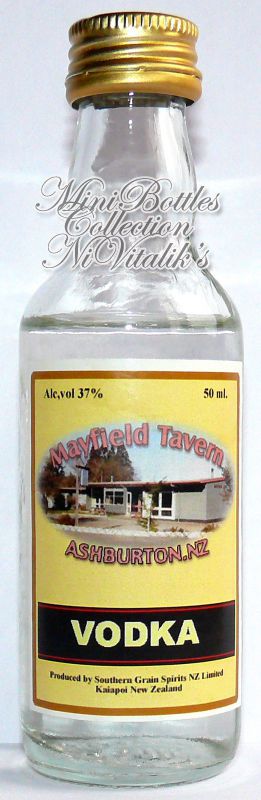 Mini Bottles
Collection
NiVitalik's
Alc,vol 37% 50 ml.
Mayfield Tavern
ASHBURTON.NZ
VODKA
Produced by Southern Grain Spirits NZ Limited
Kaiapoi New Zealand